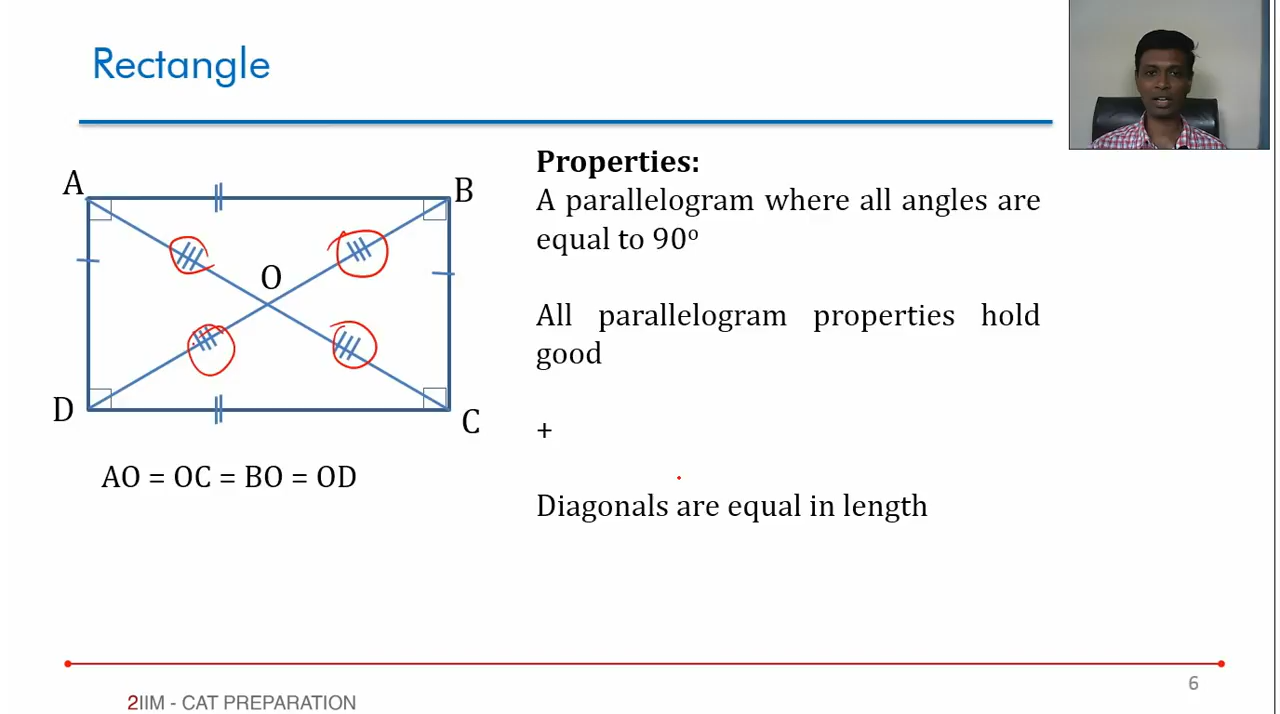 Rectangle
A
B
O
D
C
AO = OC = BO = OD
Properties:
A parallelogram where all angles are
equal to 90º
All parallelogram properties hold
good
+
Diagonals are equal in length
6
2IIM - CAT PREPARATION